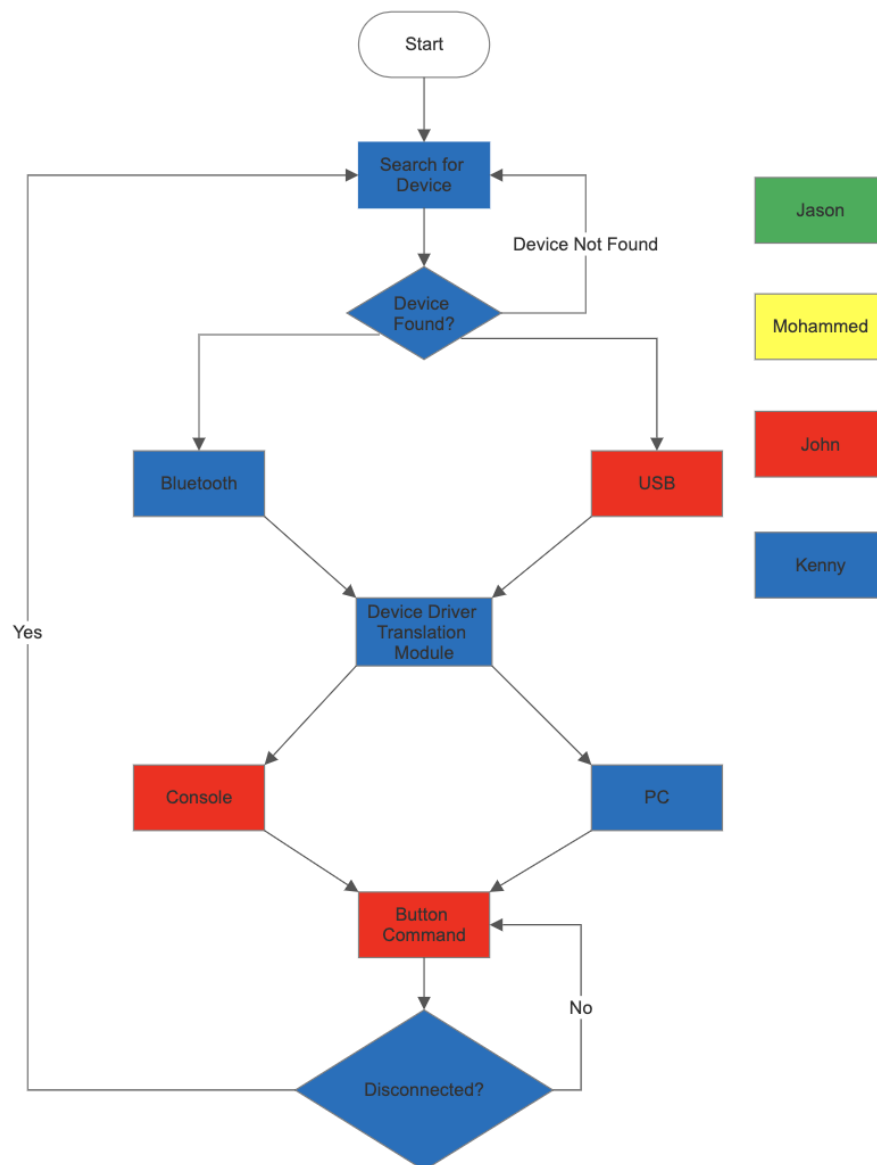 Start
Search for
Device
Device Not Found
Device
Found?
Bluetooth
USB
Device Driver
Translation
Module
Yes
Console
PC
Button
Command
No
Disconnected?
Jason
Mohammed
John
Kenny